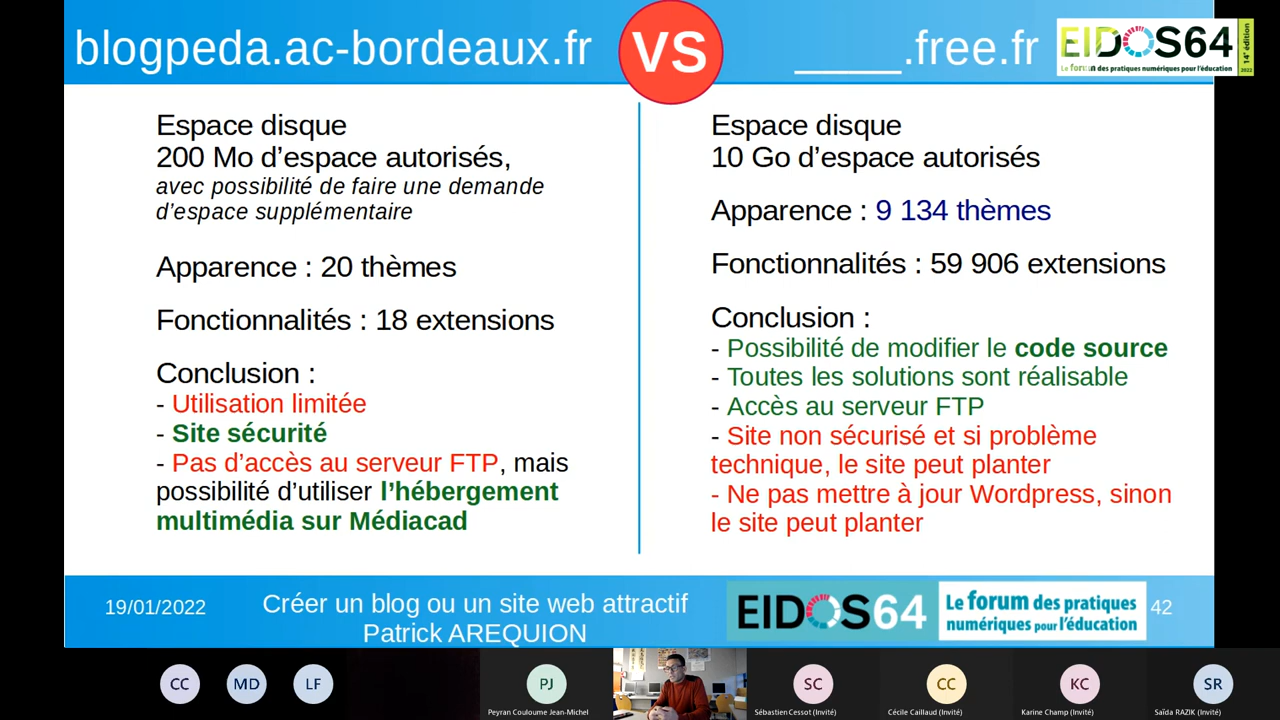 blogpeda.ac-bordeaux.fr
VS
_____.free.fr
EIDOS64
Le forum des pratiques numériques pour l'éducation
14e édition
2022
Espace disque
200 Mo d'espace autorisés,
avec possibilité de faire une demande
d'espace supplémentaire
Apparence : 20 thèmes
Fonctionnalités : 18 extensions
Conclusion :
- Utilisation limitée
- Site sécurité
- Pas d'accès au serveur FTP, mais
possibilité d'utiliser l'hébergement
multimédia sur Médiacad
Espace disque
10 Go d'espace autorisés
Apparence : 9 134 thèmes
Fonctionnalités : 59 906 extensions
Conclusion :
- Possibilité de modifier le code source
- Toutes les solutions sont réalisable
- Accès au serveur FTP
- Site non sécurisé et si problème
technique, le site peut planter
- Ne pas mettre à jour Wordpress, sinon
le site peut planter
19/01/2022
Créer un blog ou un site web attractif
Patrick AREQUION
EIDOS64
Le forum des pratiques
numériques pour l'éducation
42
CC
MD
LF
PJ
Peyran Couloume Jean-Michel
SC
Sébastien Cessot (Invité)
CC
Cécile Caillaud (Invité)
KC
Karine Champ (Invité)
SR
Saïda RAZIK (Invité)